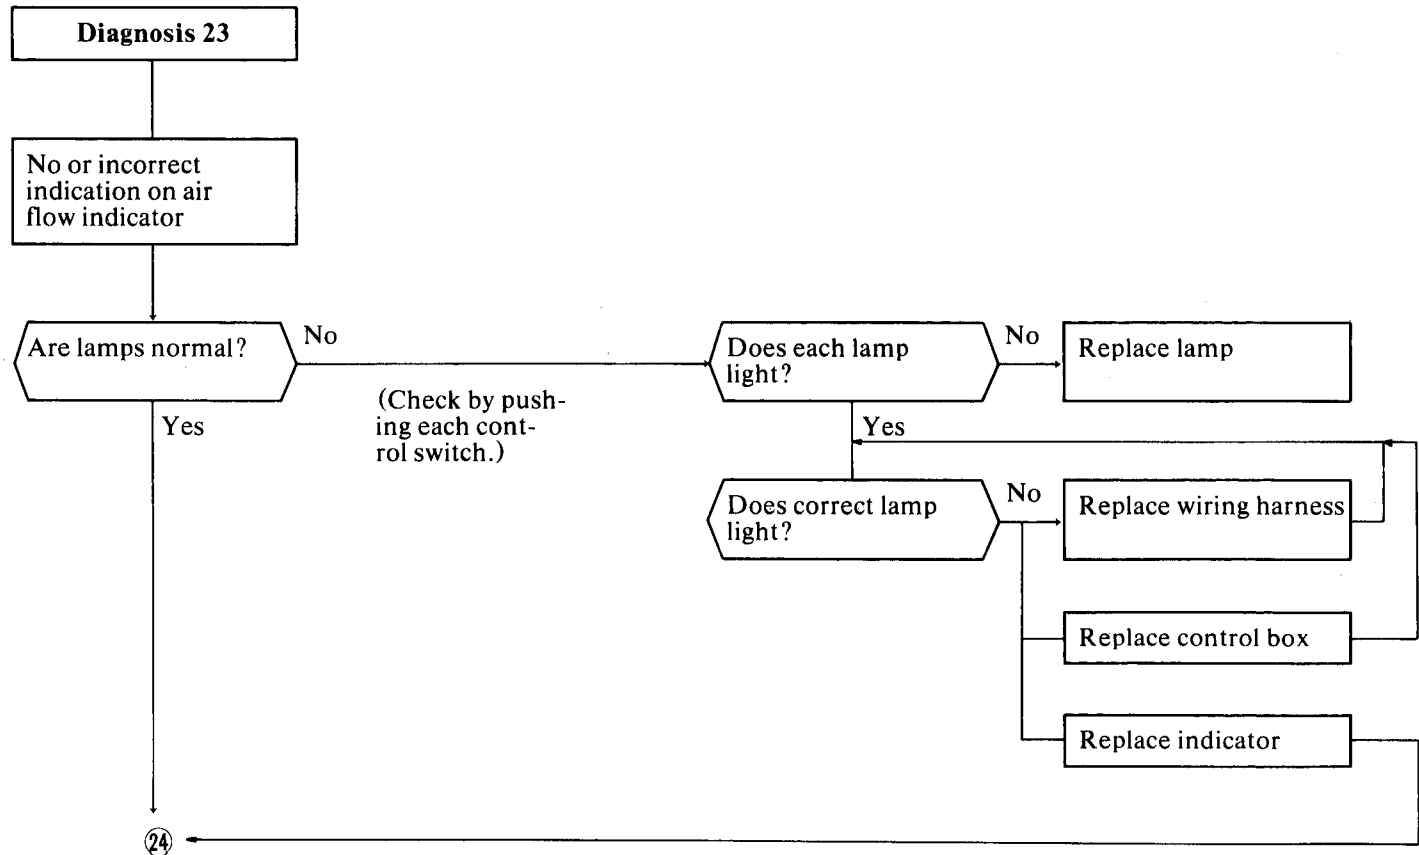 Diagnosis 23
No or incorrect
indication on air
flow indicator
Are lamps normal?
No
(Check by push-
ing each cont-
rol switch.)
Yes
Does each lamp
light?
No
Replace lamp
Yes
Does correct lamp
light?
No
Replace wiring harness
Replace control box
Replace indicator
24